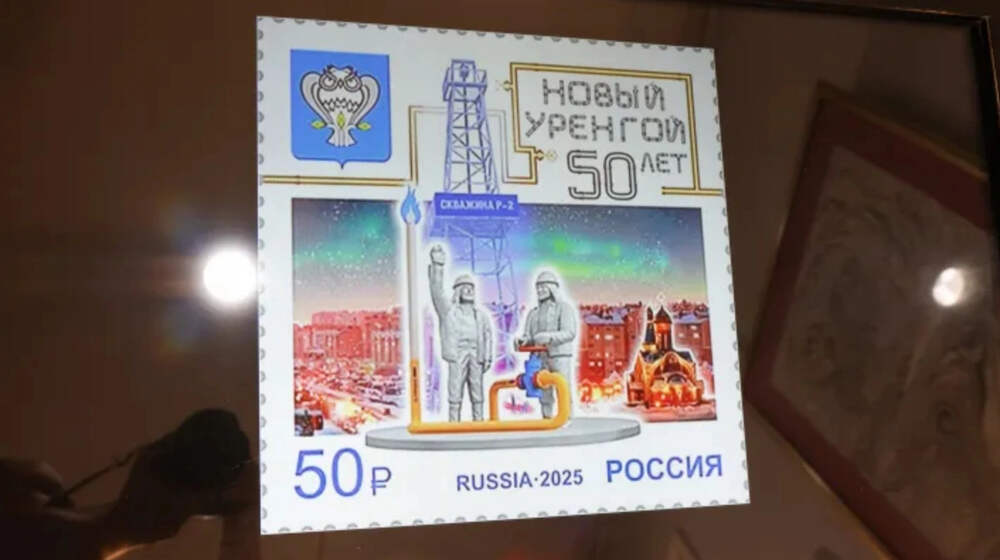 НОВЫЙ
УРЕНГОЙ
50 ЛЕТ
СКВАЖИНА Р-2
50 ₽
RUSSIA·2025
РОССИЯ